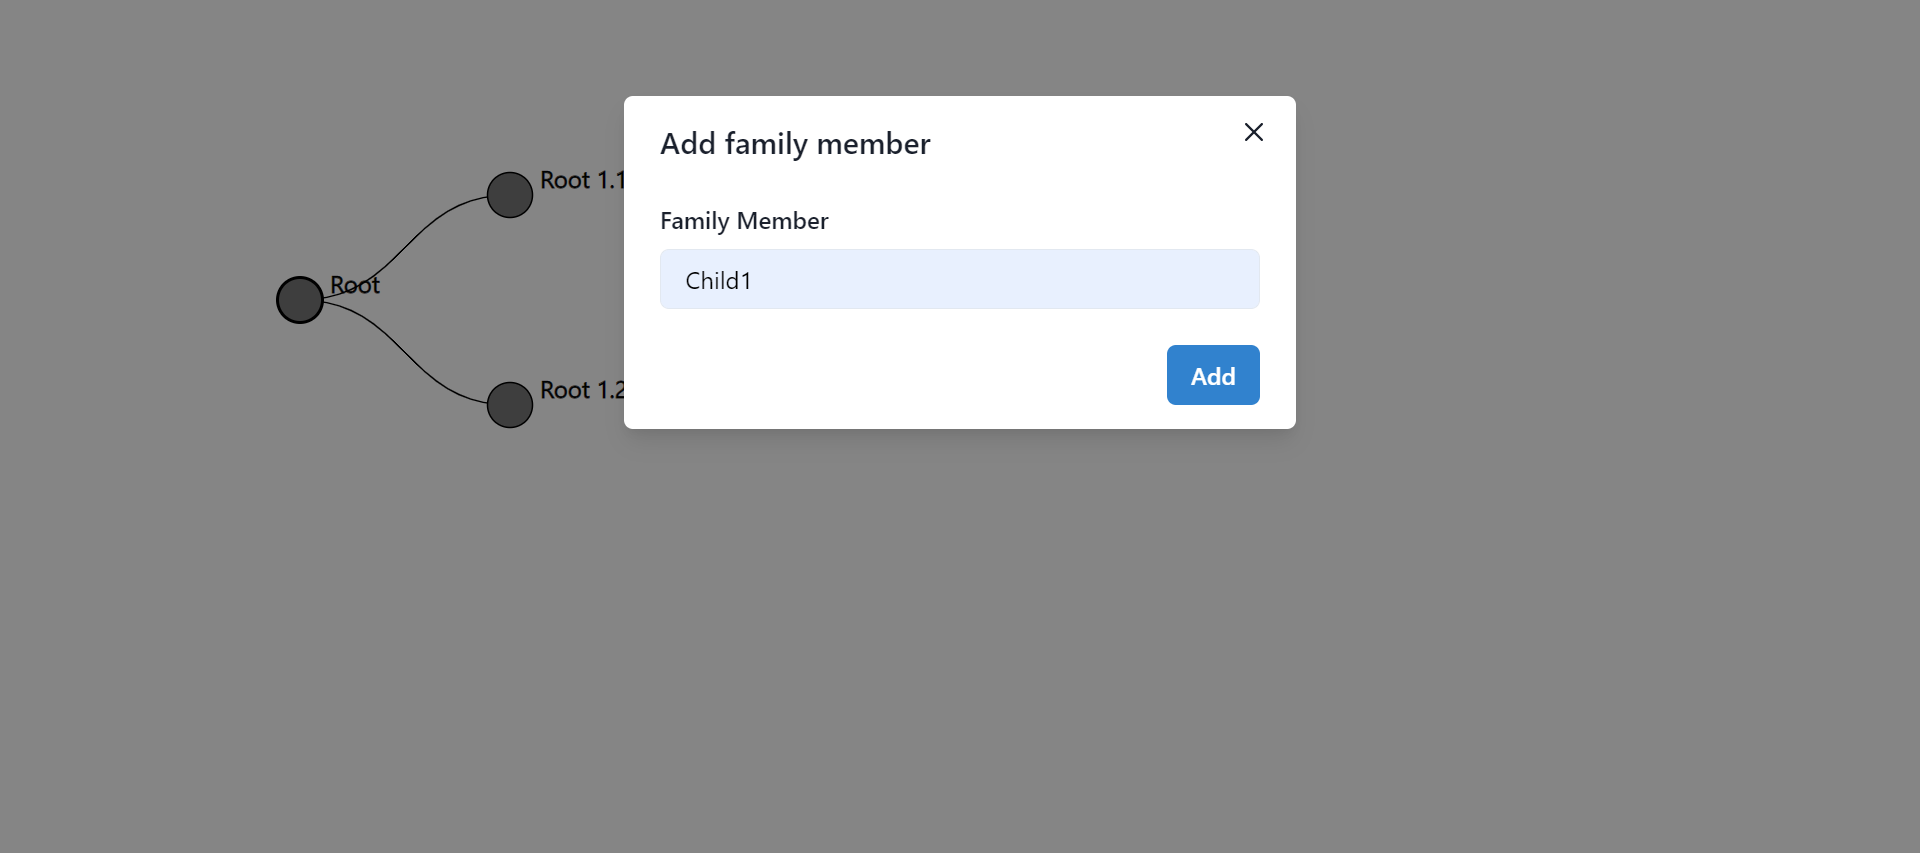 Add family member
Root 1.1
Family Member
Root
Child1
Add
Root 1.2